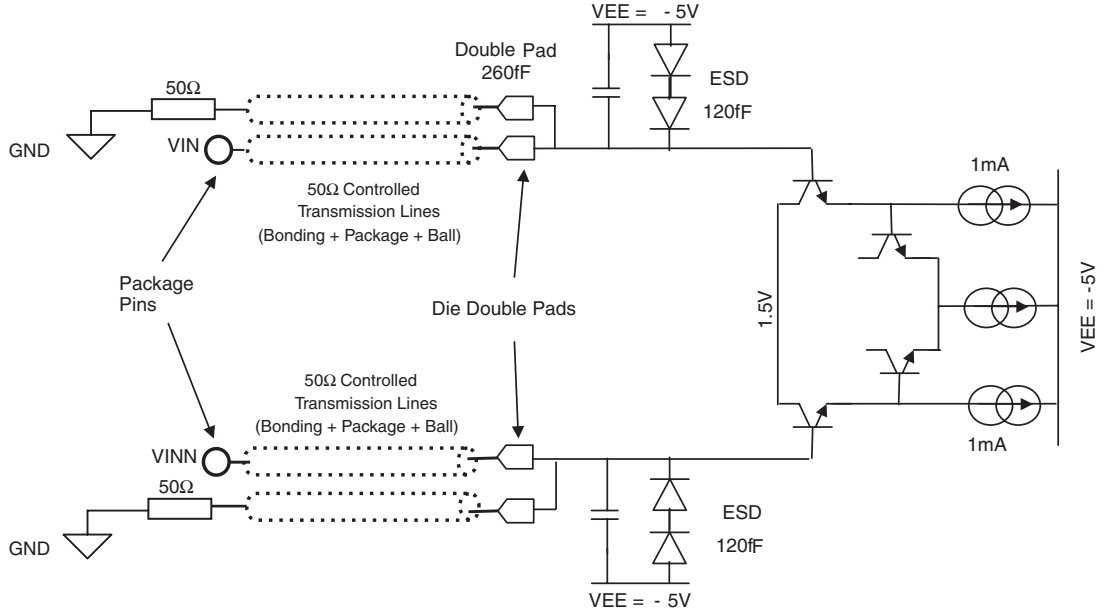 VEE = - 5V
Double Pad
260fF
ESD
120fF
50Ω
GND
VIN
50Ω Controlled
Transmission Lines
(Bonding + Package + Ball)
1mA
Package
Pins
Die Double Pads
1.5V
VEE = -5V
50Ω Controlled
Transmission Lines
(Bonding + Package + Ball)
1mA
VINN
50Ω
GND
ESD
120fF
VEE = - 5V